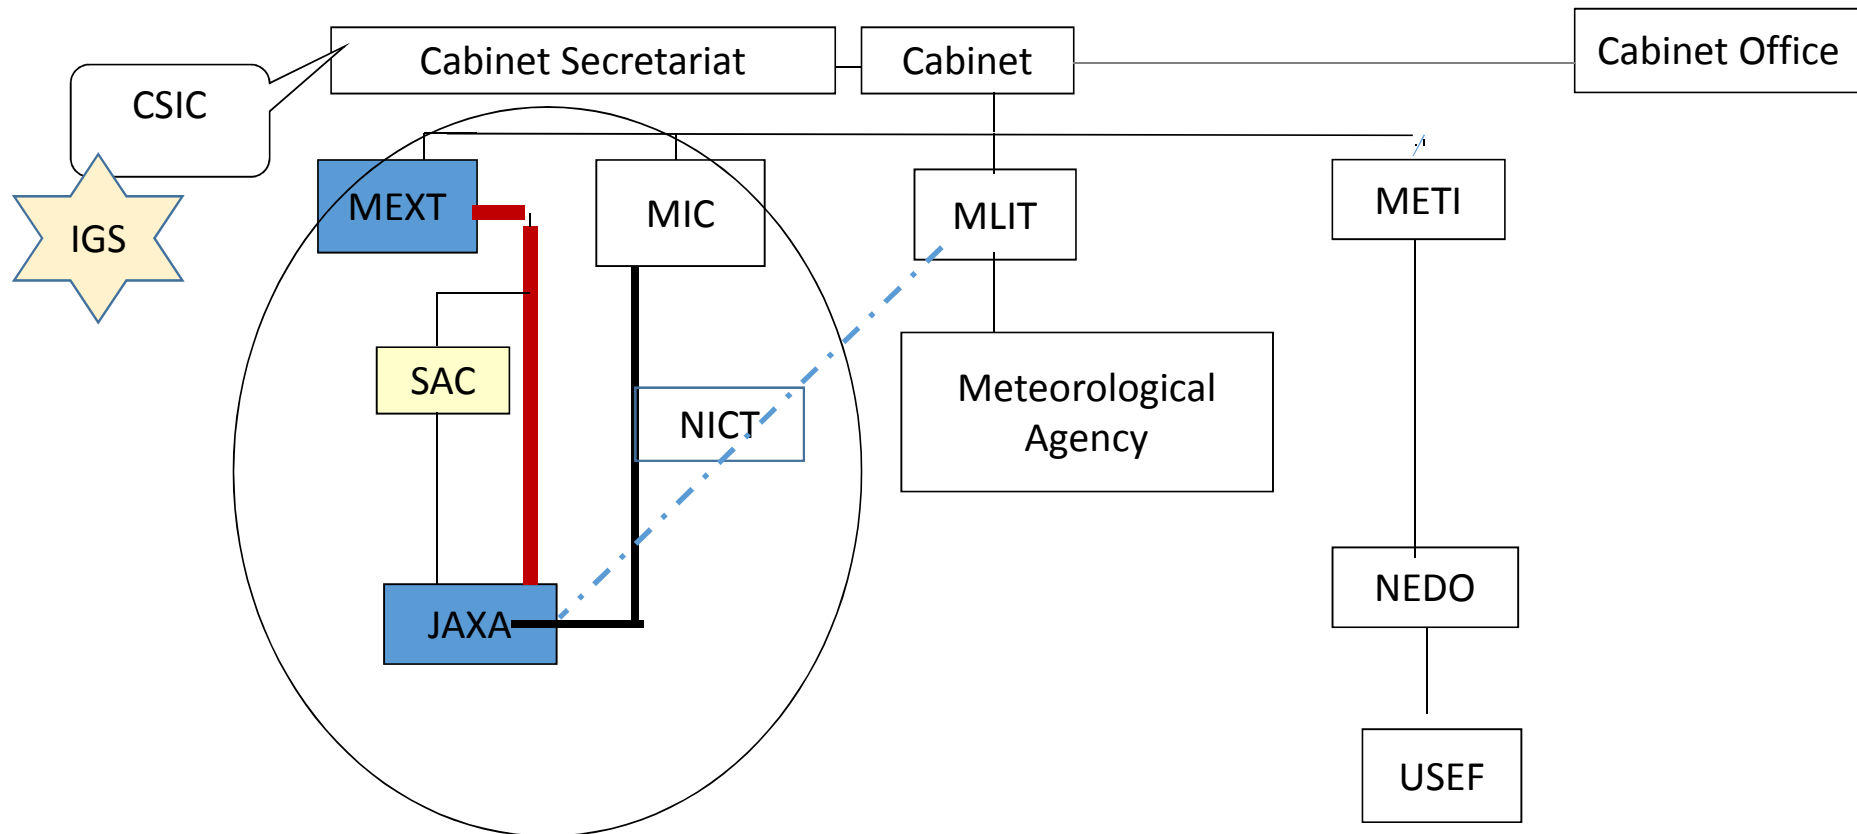 Cabinet Secretariat
Cabinet
Cabinet Office
CSIC
IGS
MEXT
MIC
MLIT
METI
SAC
NICT
Meteorological
Agency
JAXA
NEDO
USEF